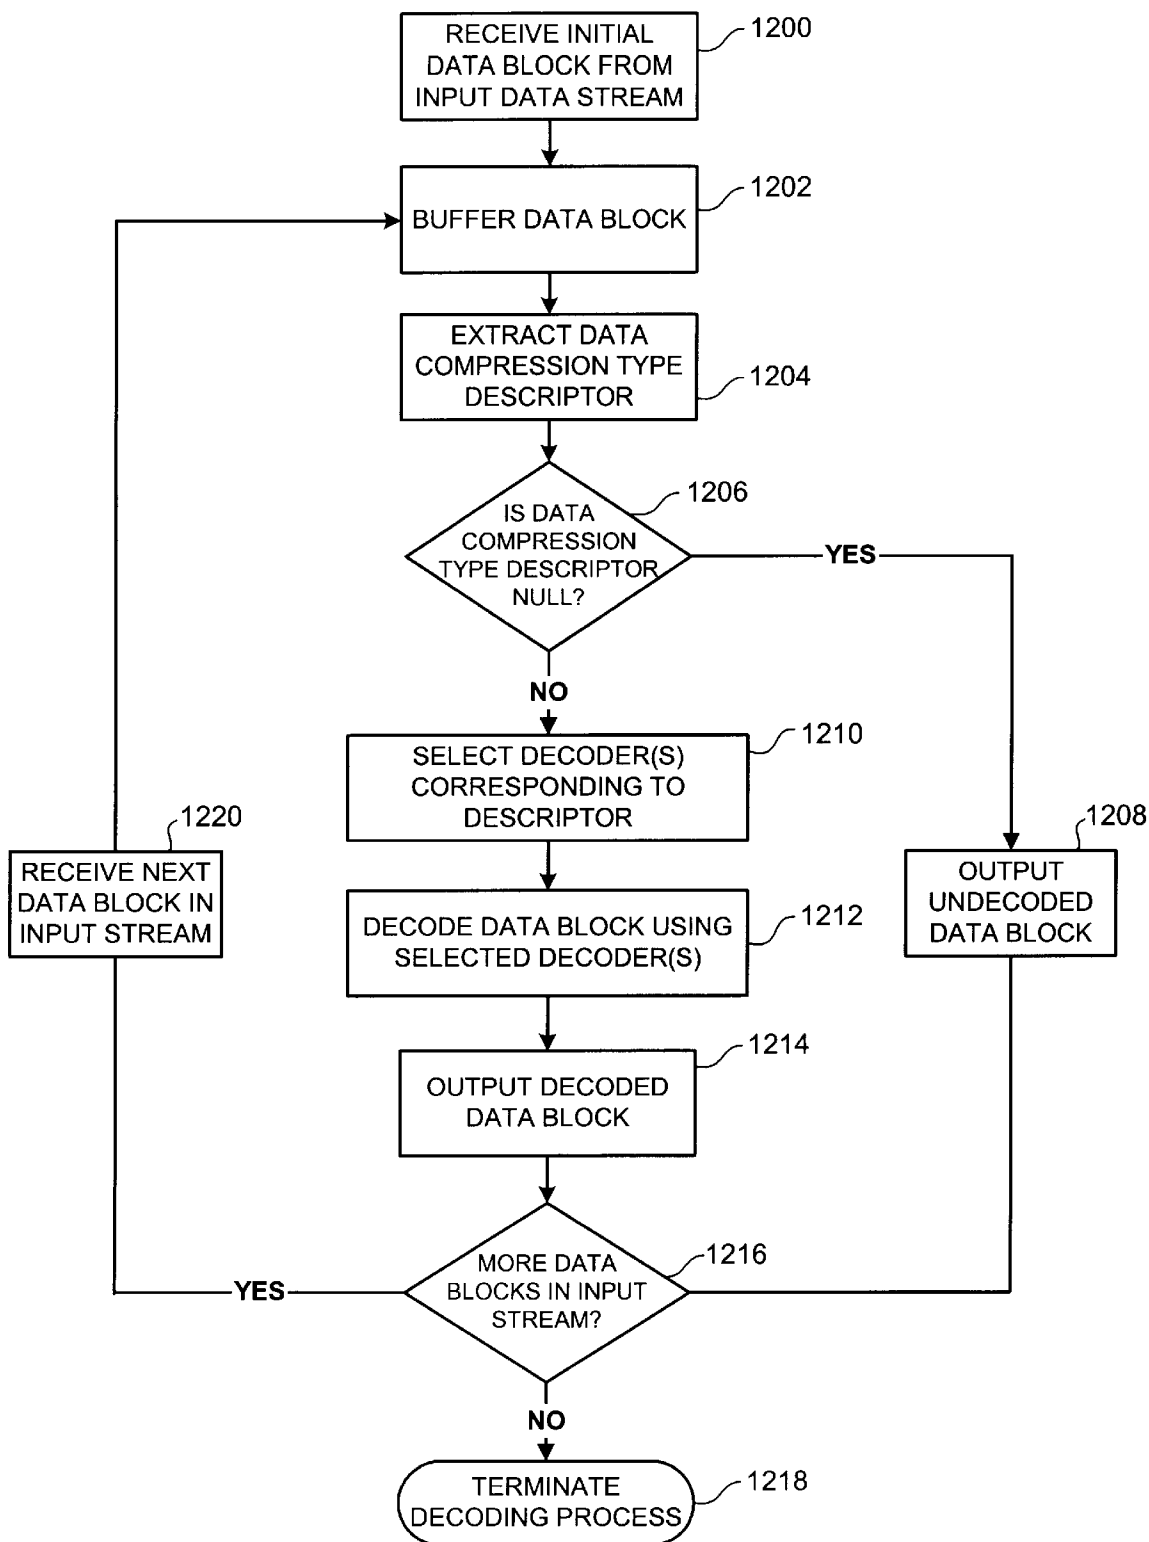 RECEIVE INITIAL
DATA BLOCK FROM
INPUT DATA STREAM
1200
BUFFER DATA BLOCK
1202
EXTRACT DATA
COMPRESSION TYPE
DESCRIPTOR
1204
IS DATA
COMPRESSION
TYPE DESCRIPTOR
NULL?
1206
YES
NO
SELECT DECODER(S)
CORRESPONDING TO
DESCRIPTOR
1210
1220
RECEIVE NEXT
DATA BLOCK IN
INPUT STREAM
1208
OUTPUT
UNDECODED
DATA BLOCK
DECODE DATA BLOCK USING
SELECTED DECODER(S)
1212
OUTPUT DECODED
DATA BLOCK
1214
MORE DATA
BLOCKS IN INPUT
STREAM?
1216
YES
NO
TERMINATE
DECODING PROCESS
1218